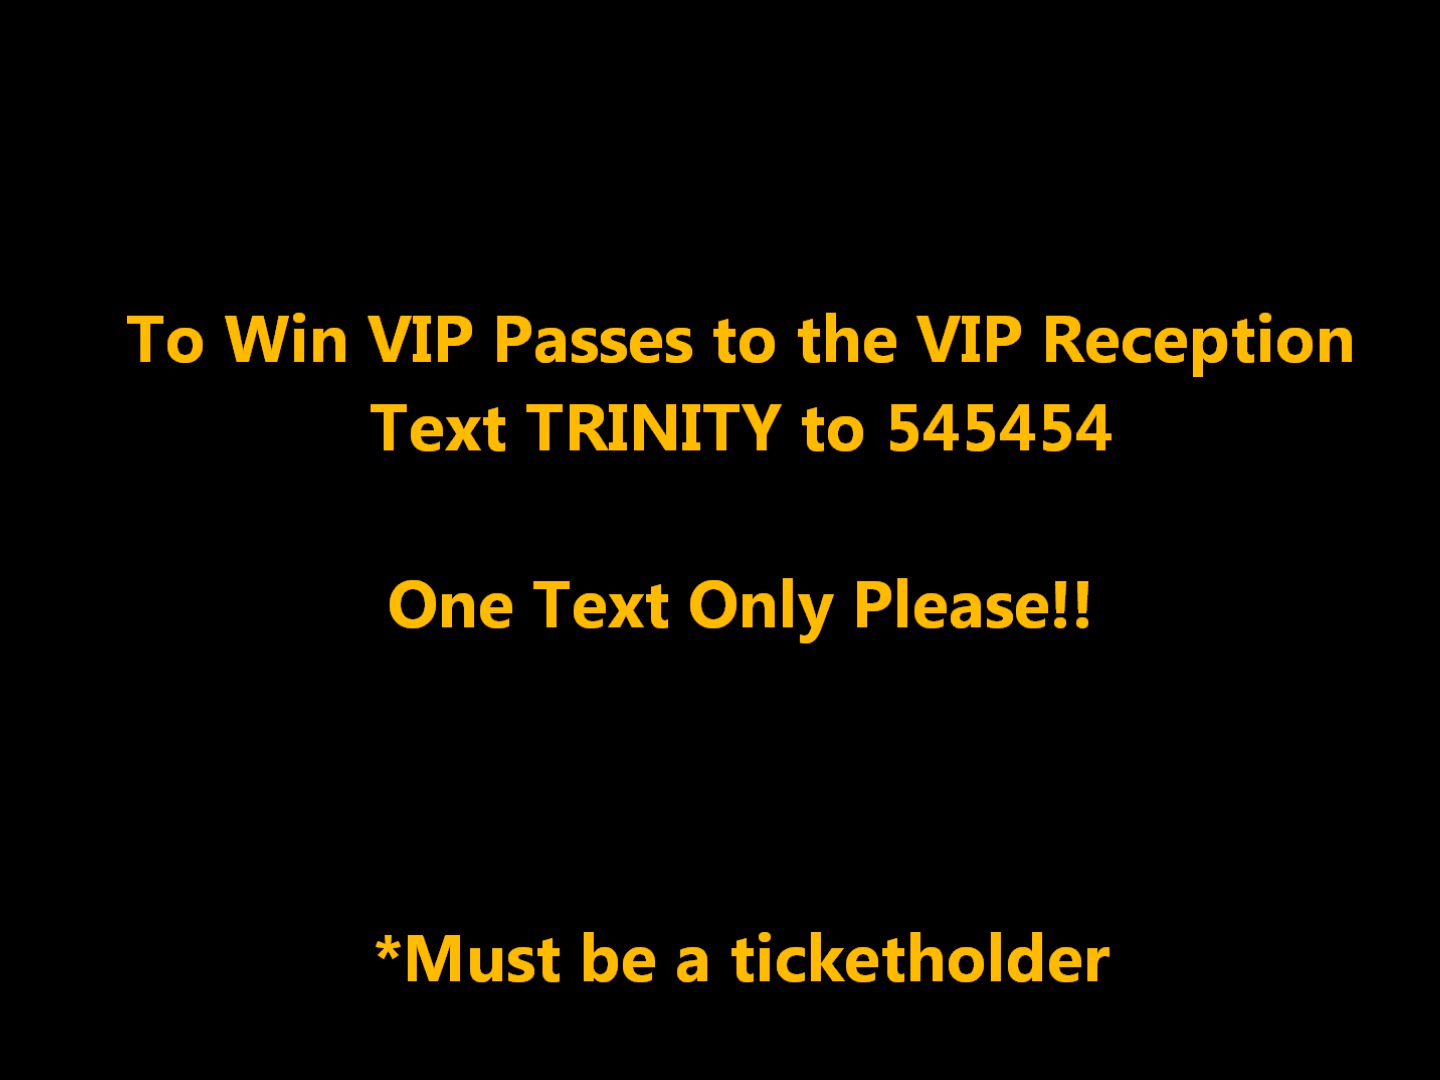 To Win VIP Passes to the VIP Reception
Text TRINITY to 545454
One Text Only Please!!
*Must be a ticketholder